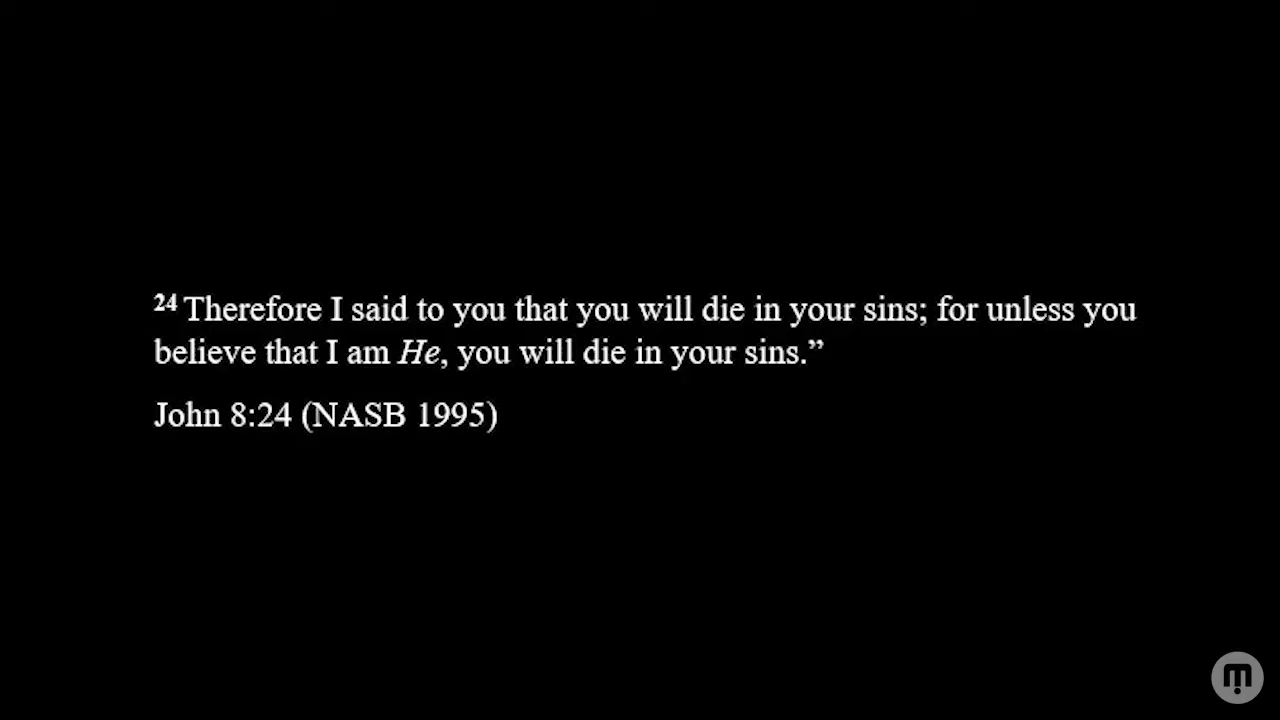 24 Therefore I said to you that you will die in your sins; for unless you
believe that I am He, you will die in your sins.”
John 8:24 (NASB 1995)
m